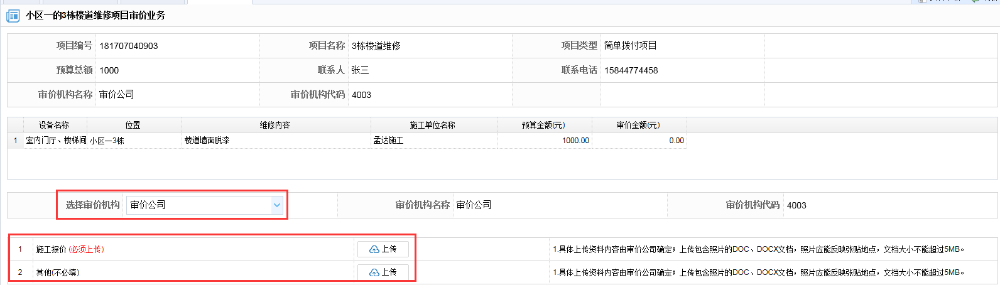 小区一的3栋楼道维修项目审价业务
项目编号 181707040903 项目名称 3栋楼道维修 项目类型 简单拨付项目
预算总额 1000 联系人 张三 联系电话 15844774458
审价机构名称 审价公司 审价机构代码 4003
设备名称 位置 维修内容 施工单位名称 预算金额(元) 审价金额(元)
1 室内门厅、楼梯间 小区一3栋 楼道墙面脱漆 孟达施工 1000.00 0.00
选择审价机构 审价公司 审价机构名称 审价公司 审价机构代码 4003
1 施工报价 (必须上传) 上传 1.具体上传资料内容由审价公司确定；上传包含照片的DOC、DOCX文档，照片应能反映张贴地点，文档大小不能超过5MB。
2 其他(不必填) 上传 1.具体上传资料内容由审价公司确定；上传包含照片的DOC、DOCX文档，照片应能反映张贴地点，文档大小不能超过5MB。